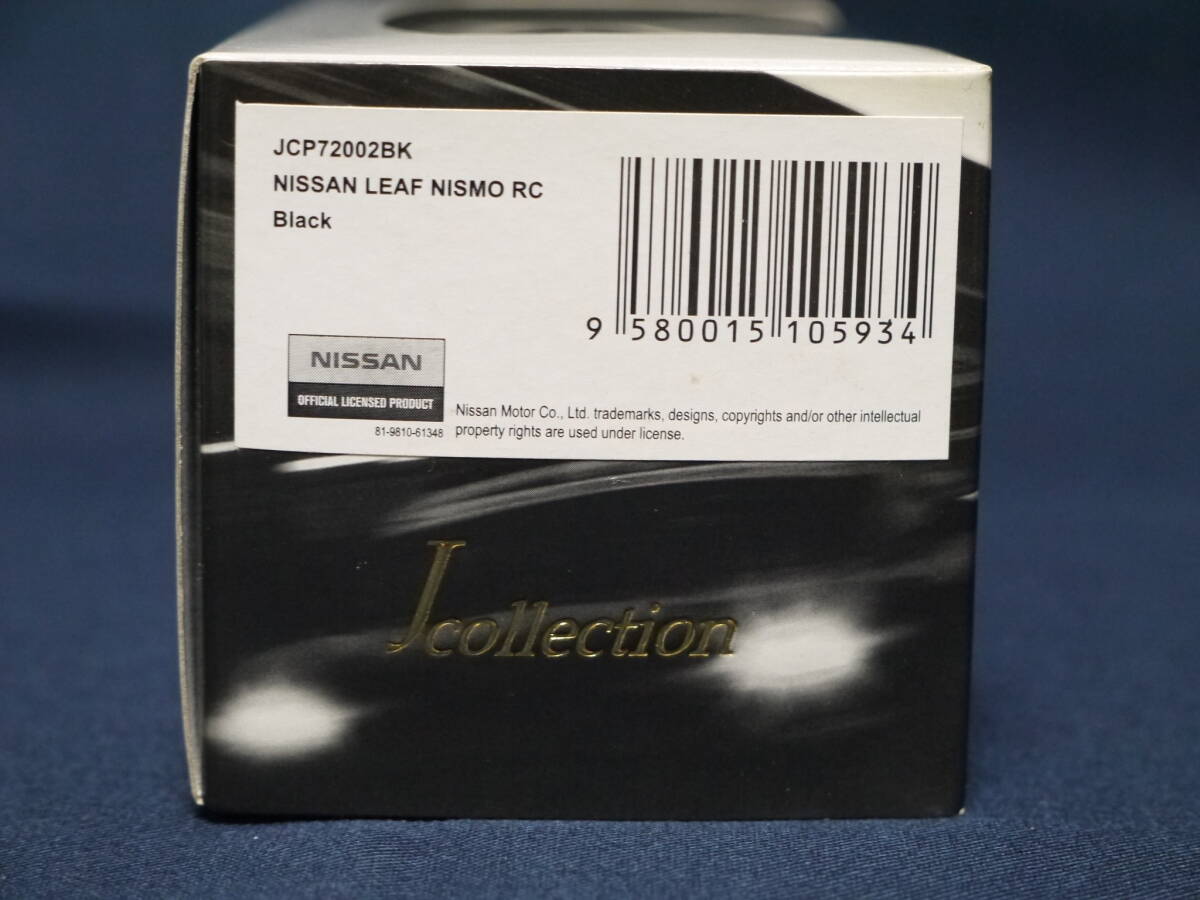 JCP72002BK
NISSAN LEAF NISMO RC
Black
9 580015 105934
NISSAN
OFFICIAL LICENSED PRODUCT
81-9810-61348
Nissan Motor Co., Ltd. trademarks, designs, copyrights and/or other intellectual
property rights are used under license.
J collection